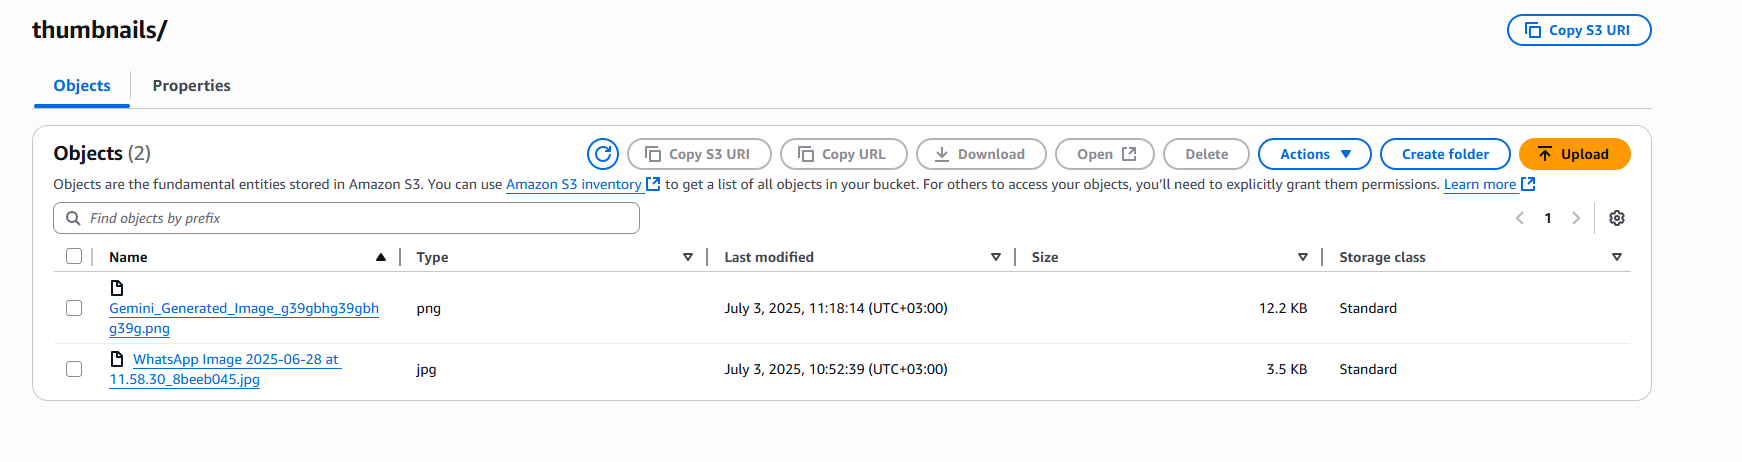 thumbnails/
Copy S3 URI
Objects
Properties
Objects (2)
Copy S3 URI
Copy URL
Download
Open
Delete
Actions
Create folder
Upload
Objects are the fundamental entities stored in Amazon S3. You can use Amazon S3 inventory to get a list of all objects in your bucket. For others to access your objects, you'll need to explicitly grant them permissions. Learn more
Find objects by prefix
1
Name
Type
Last modified
Size
Storage class
Gemini_Generated_Image_g39gbhg39gbh
g39g.png
png
July 3, 2025, 11:18:14 (UTC+03:00)
12.2 KB
Standard
WhatsApp Image 2025-06-28 at
11.58.30_8beeb045.jpg
jpg
July 3, 2025, 10:52:39 (UTC+03:00)
3.5 KB
Standard